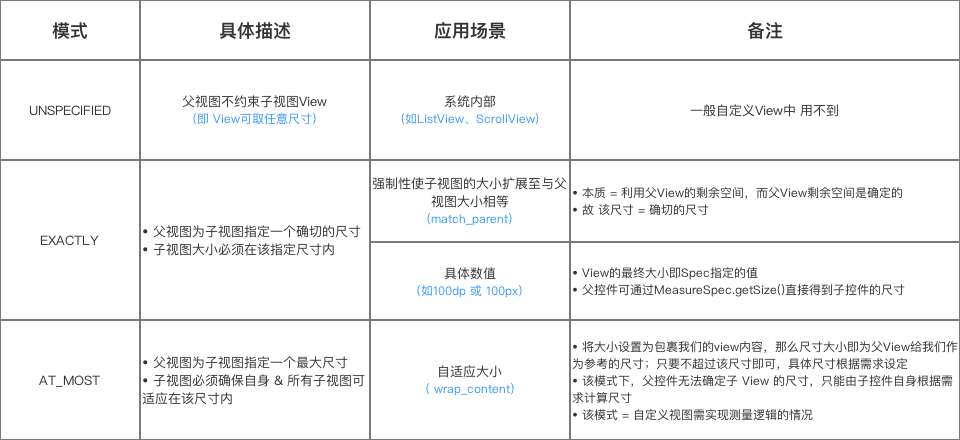 模式
具体描述
应用场景
备注
UNSPECIFIED
父视图不约束子视图View
（即 View可取任意尺寸）
系统内部
（如ListView、ScrollView）
一般自定义View中 用不到
EXACTLY
• 父视图为子视图指定一个确切的尺寸
• 子视图大小必须在该指定尺寸内
强制性使子视图的大小扩展至与父
视图大小相等
（match_parent）
• 本质 = 利用父View的剩余空间，而父View剩余空间是确定的
• 故 该尺寸 = 确切的尺寸
具体数值
（如100dp 或 100px）
• View的最终大小即Spec指定的值
• 父控件可通过MeasureSpec.getSize()直接得到子控件的尺寸
AT_MOST
• 父视图为子视图指定一个最大尺寸
• 子视图必须确保自身 & 所有子视图可
适应在该尺寸内
自适应大小
（ wrap_content）
• 将大小设置为包裹我们的view内容，那么尺寸大小即为父View给我们作
为参考的尺寸；只要不超过该尺寸即可，具体尺寸根据需求设定
• 该模式下，父控件无法确定子 View 的尺寸，只能由子控件自身根据需
求计算尺寸
• 该模式 = 自定义视图需实现测量逻辑的情况